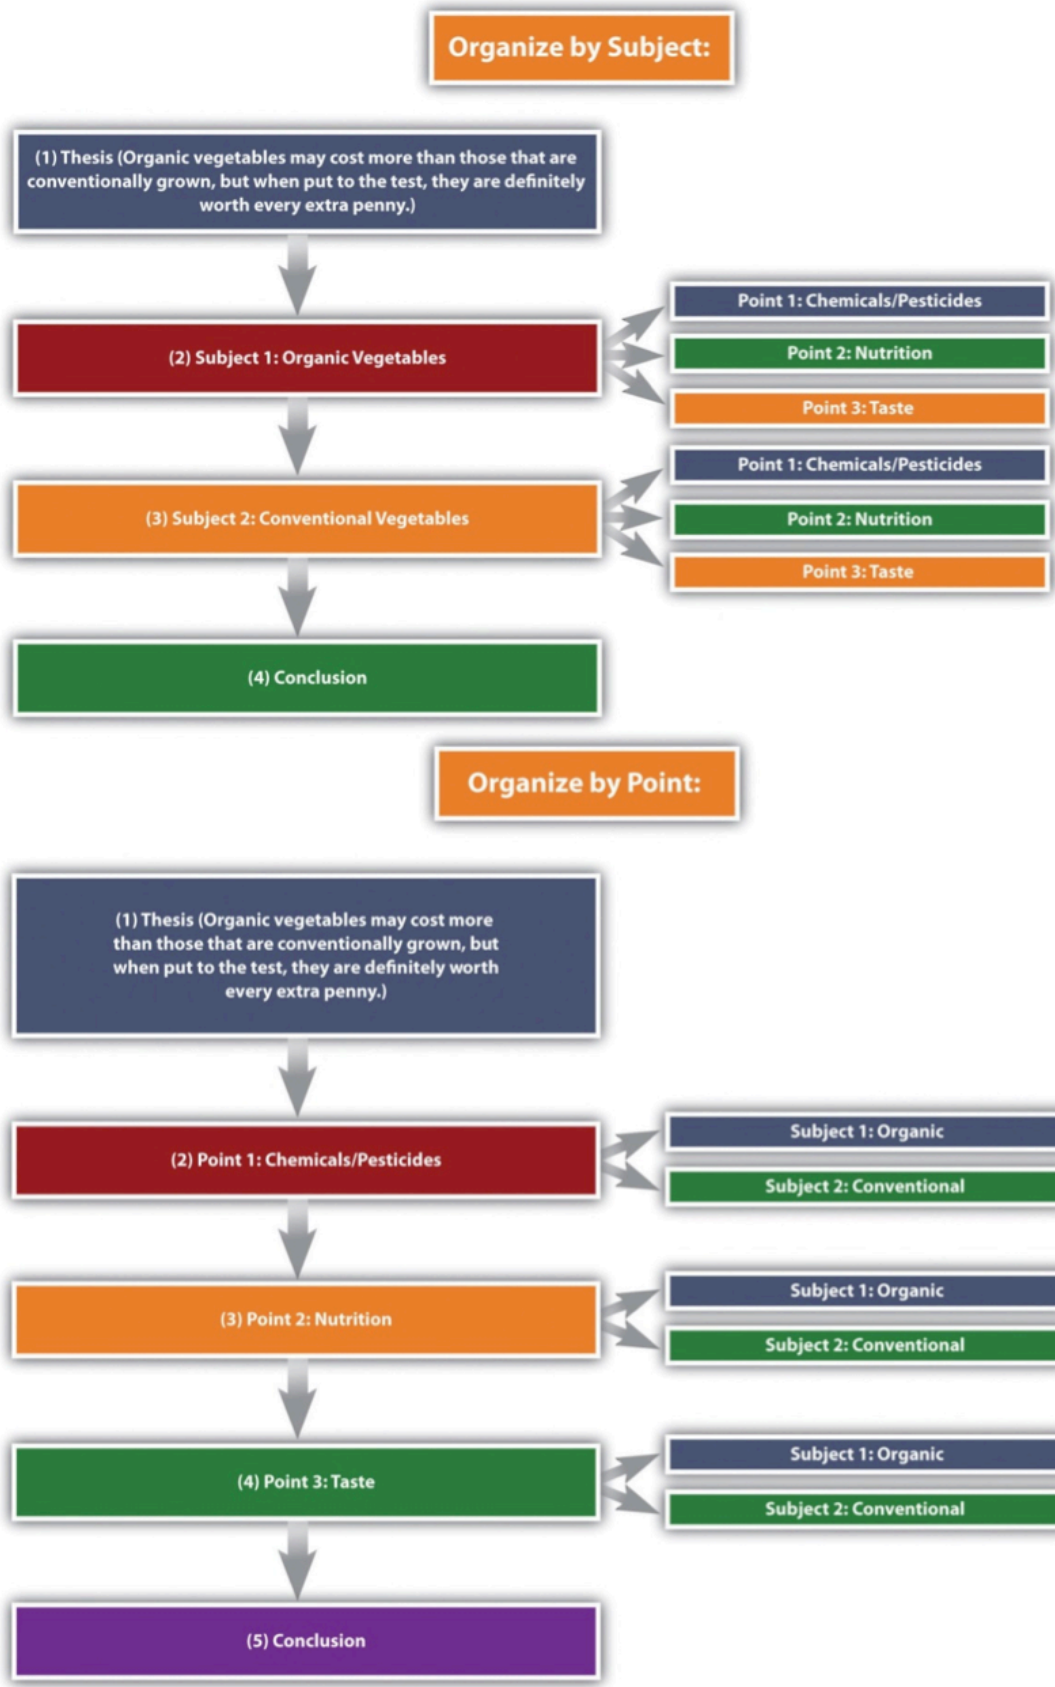 Organize by Subject:
(1) Thesis (Organic vegetables may cost more than those that are
conventionally grown, but when put to the test, they are definitely
worth every extra penny.)
(2) Subject 1: Organic Vegetables
Point 1: Chemicals/Pesticides
Point 2: Nutrition
Point 3: Taste
(3) Subject 2: Conventional Vegetables
Point 1: Chemicals/Pesticides
Point 2: Nutrition
Point 3: Taste
(4) Conclusion
Organize by Point:
(1) Thesis (Organic vegetables may cost more
than those that are conventionally grown, but
when put to the test, they are definitely worth
every extra penny.)
(2) Point 1: Chemicals/Pesticides
Subject 1: Organic
Subject 2: Conventional
(3) Point 2: Nutrition
Subject 1: Organic
Subject 2: Conventional
(4) Point 3: Taste
Subject 1: Organic
Subject 2: Conventional
(5) Conclusion